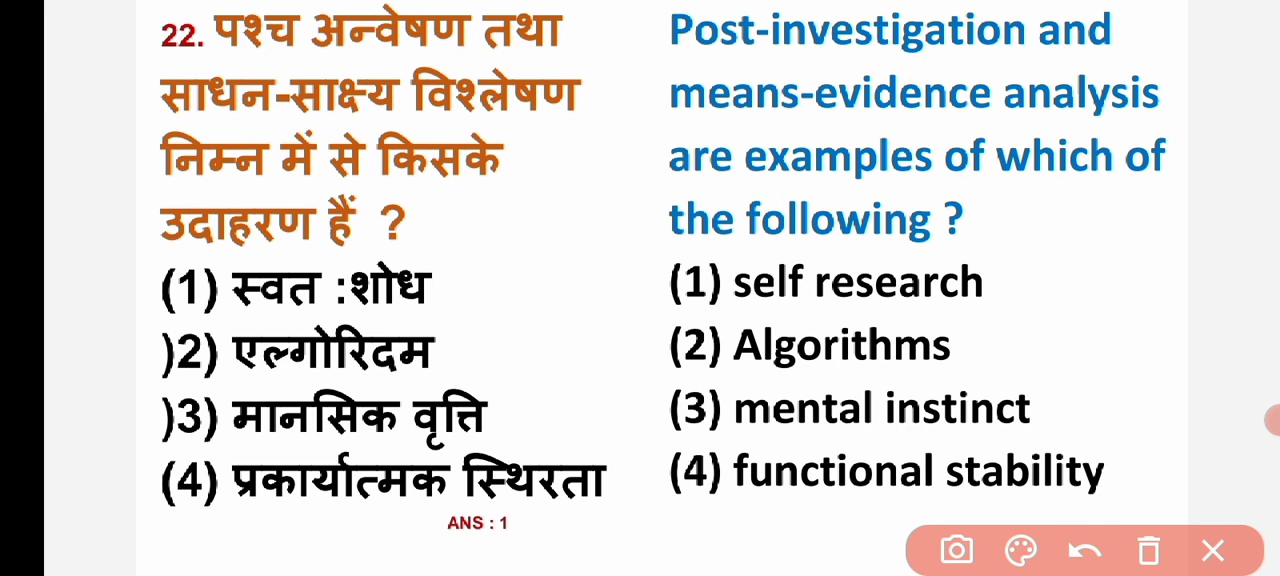 22. पश्च अन्वेषण तथा
साधन-साक्ष्य विश्लेषण
निम्न में से किसके
उदाहरण हैं ?
(1) स्वत :शोध
)2) एल्गोरिदम
)3) मानसिक वृत्ति
(4) प्रकार्यात्मक स्थिरता
ANS : 1
Post-investigation and
means-evidence analysis
are examples of which of
the following ?
(1) self research
(2) Algorithms
(3) mental instinct
(4) functional stability